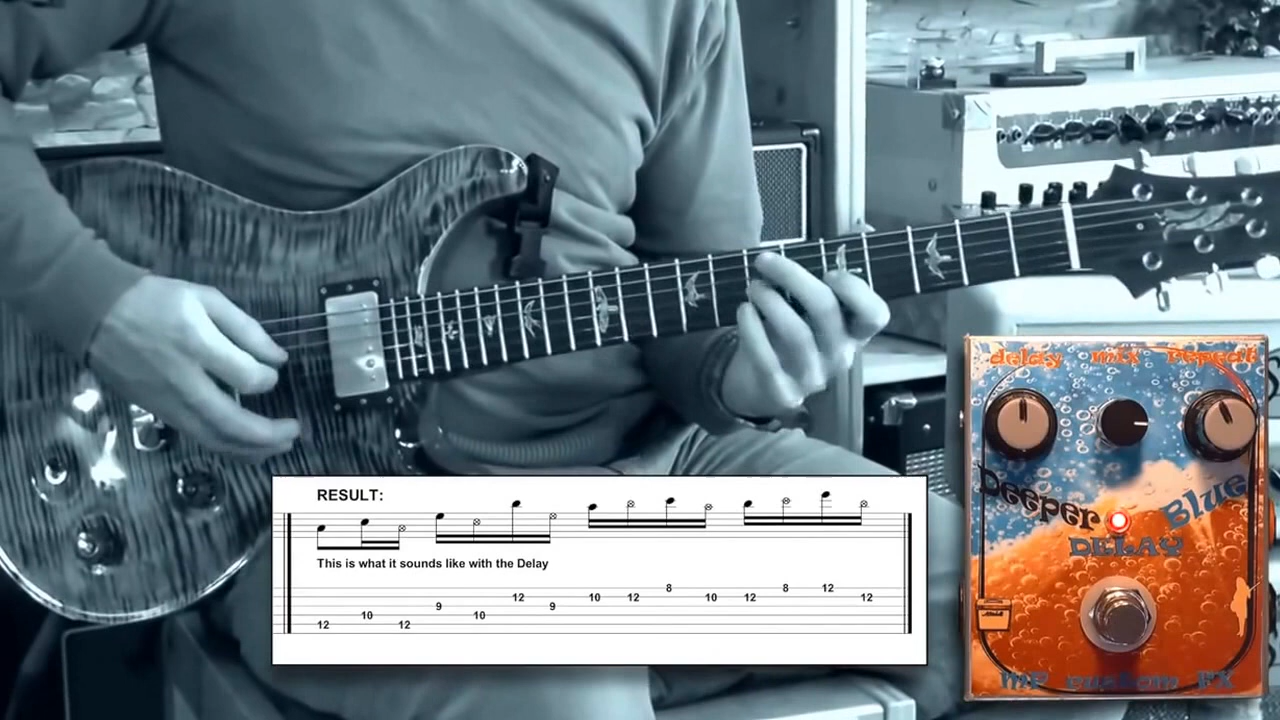 RESULT:
This is what it sounds like with the Delay
8 8 12
12 10 12 10 12 12
9 9
10 10
12 12
delay mix repeat
Deeper Blue
DELAY
MP custom FX